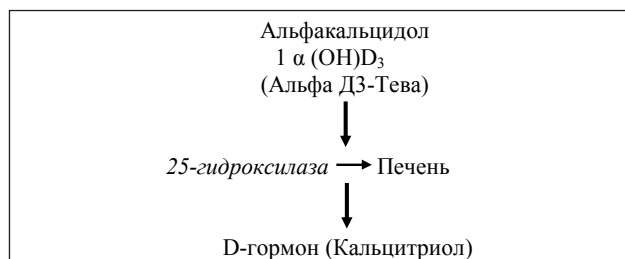 Альфакальцидол
1 α (OH)D₃
(Альфа Д3-Тева)
25-гидроксилаза → Печень
D-гормон (Кальцитриол)